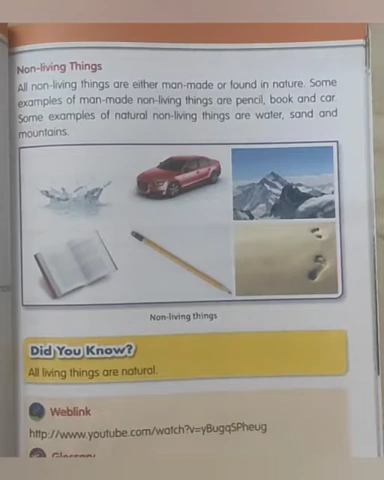 Non-living Things
All non-living things are either man-made or found in nature. Some
examples of man-made non-living things are pencil, book and car.
Some examples of natural non-living things are water, sand and
mountains.
Non-living things
Did You Know?
All living things are natural.
Weblink
http://www.youtube.com/watch?v=yBugqSPheug
Glossary